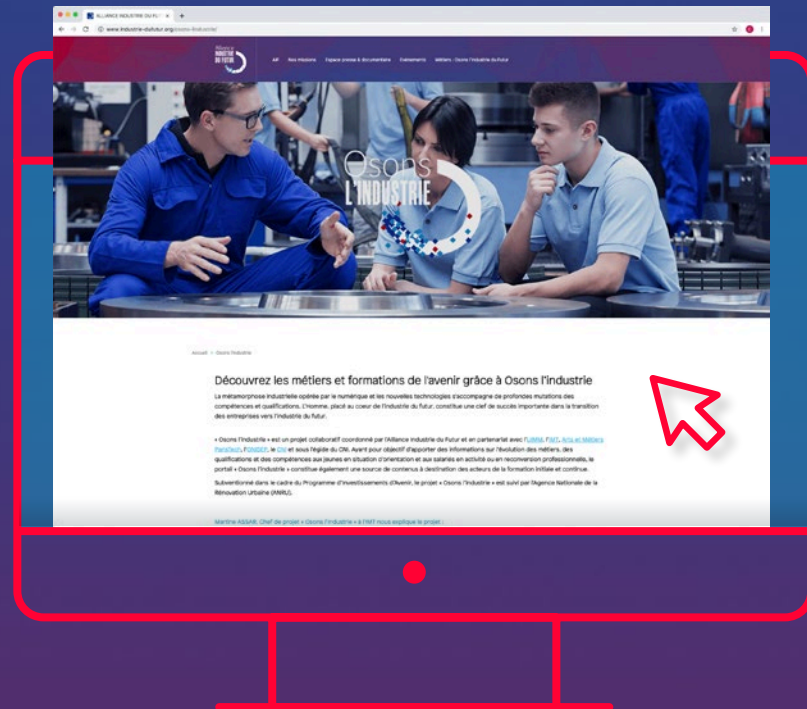 ALLIANCE INDUSTRIE DU FU
www.industrie-dufutur.org/osons-lindustrie/
Alliance
INDUSTRIE
DU FUTUR
AIF Nos missions Espace presse & documentaire Evénements Métiers : Osons l'Industrie du Futur
Osons
L'INDUSTRIE
Accueil > Osons l'industrie
Découvrez les métiers et formations de l'avenir grâce à Osons l'industrie
La métamorphose industrielle opérée par le numérique et les nouvelles technologies s'accompagne de profondes mutations des
compétences et qualifications. L'Homme, placé au coeur de l'industrie du futur, constitue une clef de succès importante dans la transition
des entreprises vers l'industrie du futur.
« Osons l'industrie » est un projet collaboratif coordonné par l'Alliance Industrie du Futur et en partenariat avec l'UIMM, l'IMT, Arts et Métiers
ParisTech, l'ONISEP, le CNI et sous l'égide du CNI. Ayant pour objectif d'apporter des informations sur l'évolution des métiers, des
qualifications et des compétences aux jeunes en situation d'orientation et aux salariés en activité ou en reconversion professionnelle, le
portail « Osons l'industrie » constitue également une source de contenus à destination des acteurs de la formation initiale et continue.
Subventionné dans le cadre du Programme d'Investissements d'Avenir, le projet « Osons l'industrie » est suivi par l'Agence Nationale de la
Rénovation Urbaine (ANRU).
Martine ASSAR, Chef de projet « Osons l'industrie » à l'IMT nous explique le projet :